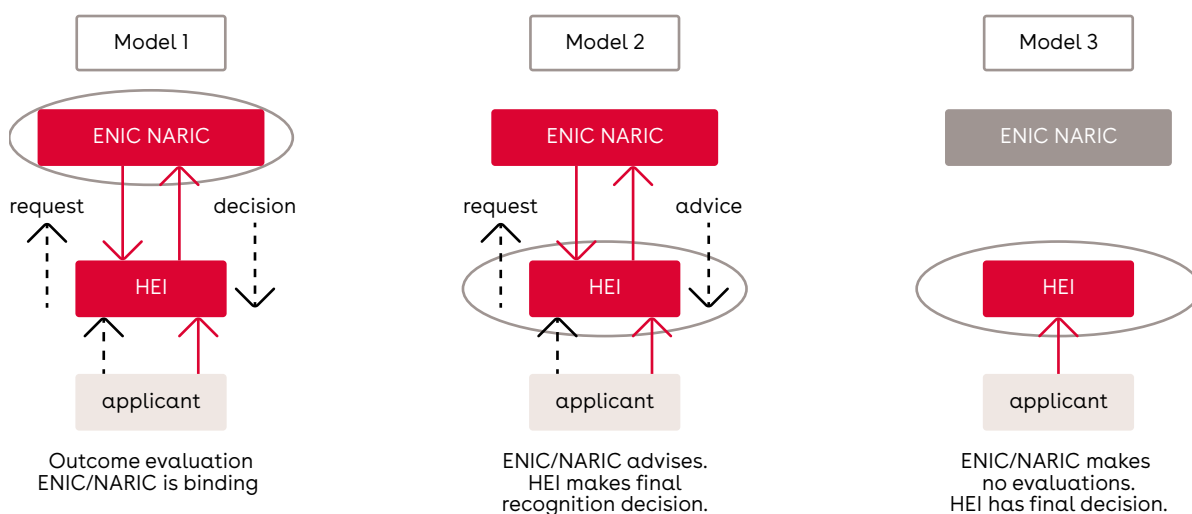 Model 1
ENIC NARIC
request
decision
HEI
applicant
Outcome evaluation
ENIC/NARIC is binding
Model 2
ENIC NARIC
request
advice
HEI
applicant
ENIC/NARIC advises.
HEI makes final
recognition decision.
Model 3
ENIC NARIC
HEI
applicant
ENIC/NARIC makes
no evaluations.
HEI has final decision.